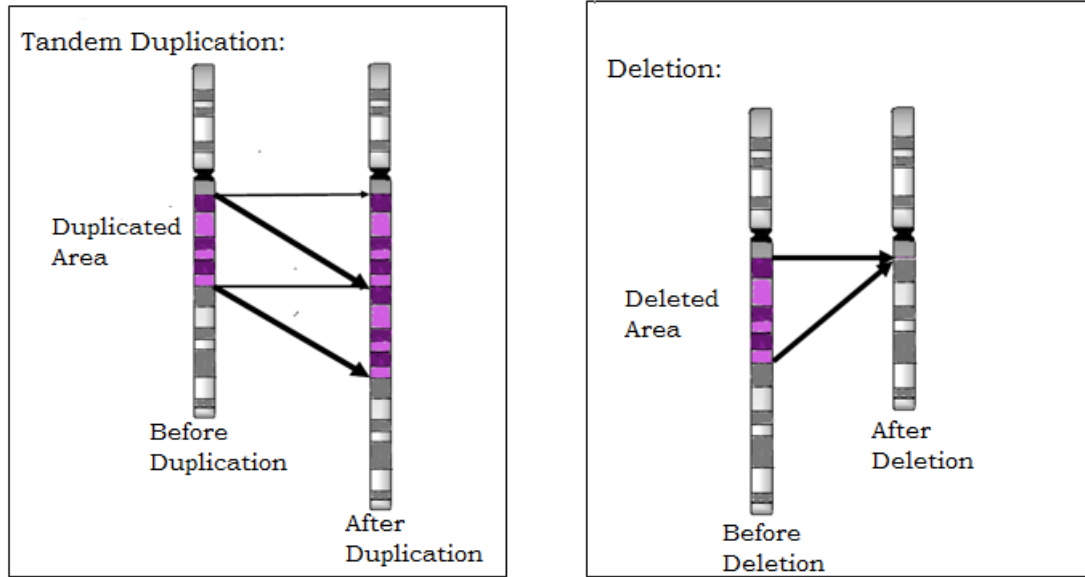 Tandem Duplication:
Duplicated
Area
Before
Duplication
After
Duplication
Deletion:
Deleted
Area
After
Deletion
Before
Deletion